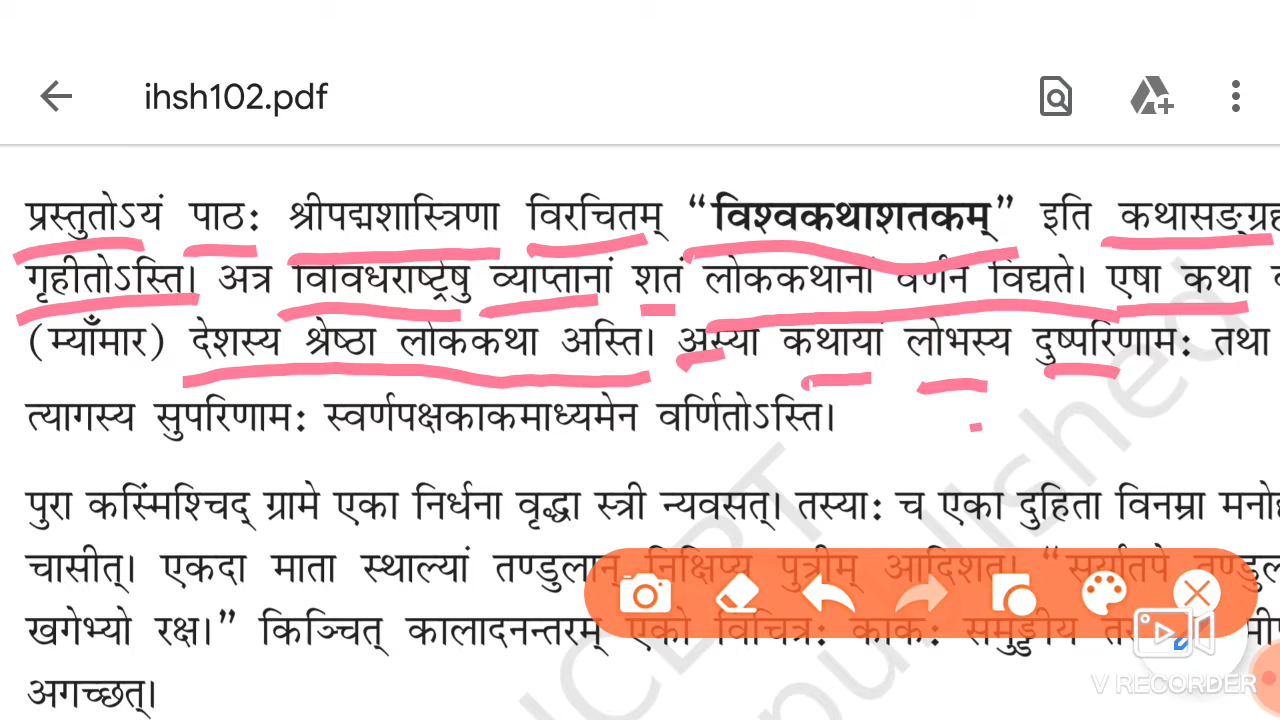 ihsh102.pdf
प्रस्तुतोऽयं पाठः श्रीपद्मशास्त्रिणा विरचितम् “विश्वकथाशतकम्” इति
गृहीतोऽस्ति। अत्र विविधराष्ट्रेषु व्याप्तानां शतं लोककथानां वर्णनं विद्यते। एषा कथा
(म्याँमार) देशस्य श्रेष्ठा लोककथा अस्ति। अस्या कथाया लोभस्य दुष्परिणामः तथा
त्यागस्य सुपरिणामः स्वर्णपक्षकाकमाध्यमेन वर्णितोऽस्ति।
पुरा कस्मिंश्चिद् ग्रामे एका निर्धना वृद्धा स्त्री न्यवसत्। तस्याः च एका दुहिता विनम्रा
चासीत्। एकदा माता स्थाल्यां तण्डुलान् निक्षिप्य पुत्रीम् आदिशत्। “सूर्यातपे
खगेभ्यो रक्ष।” किञ्चित् कालादनन्तरम् एको विचित्रः काकः समुड्डीय
अगच्छत्।
NCERT
published
V RECORDER